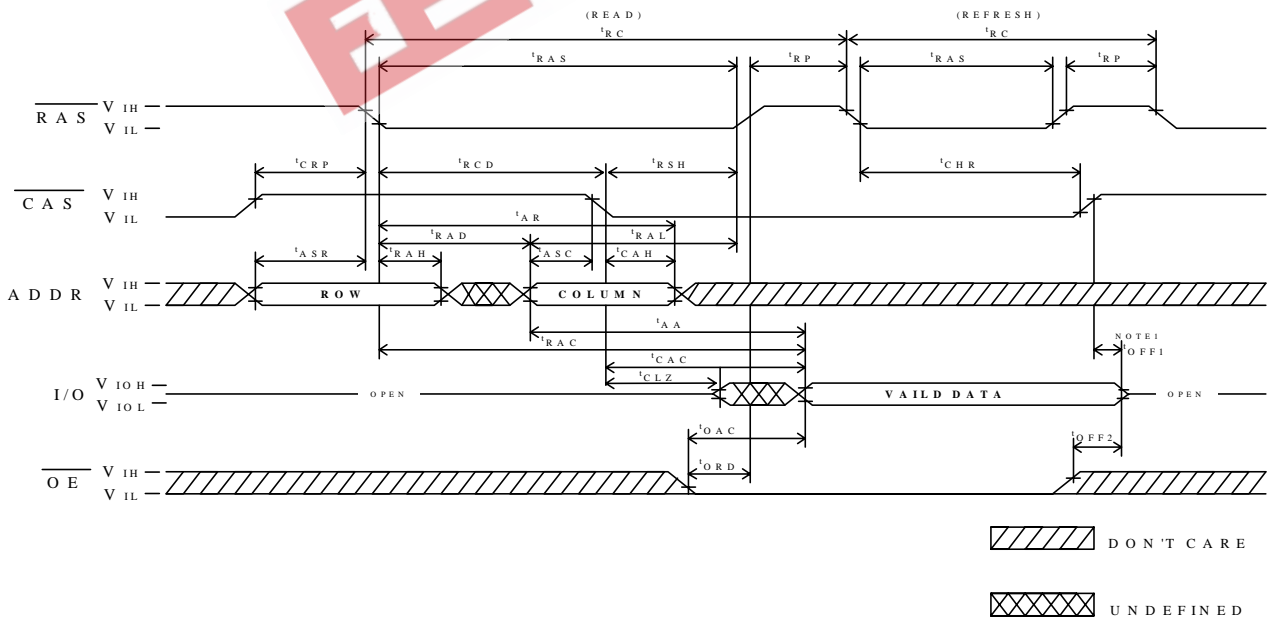 (READ) (REFRESH)
tRC tRC
tRAS tRP tRAS tRP
RAS VIH
VIL
tCRP tRCD tRSH tCHR
CAS VIH
VIL
tAR
tRAD tRAL
tASR tRAH tASC tCAH
ADDR VIH
VIL
ROW COLUMN
tAA
tRAC NOTE1
tOFF1
tCAC
tCLZ
I/O VIOH
VIOL
OPEN VAILD DATA OPEN
tOAC tOFF2
tORD
OE VIH
VIL
DON'T CARE
UNDEFINED